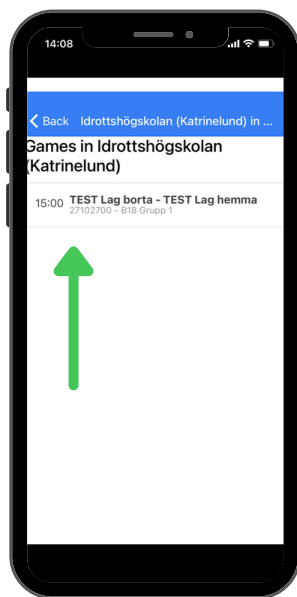 14:08
Back Idrottshögskolan (Katrinelund) in ...
Games in Idrottshögskolan
(Katrinelund)
15:00 TEST Lag borta - TEST Lag hemma
27102700 - B18 Grupp 1